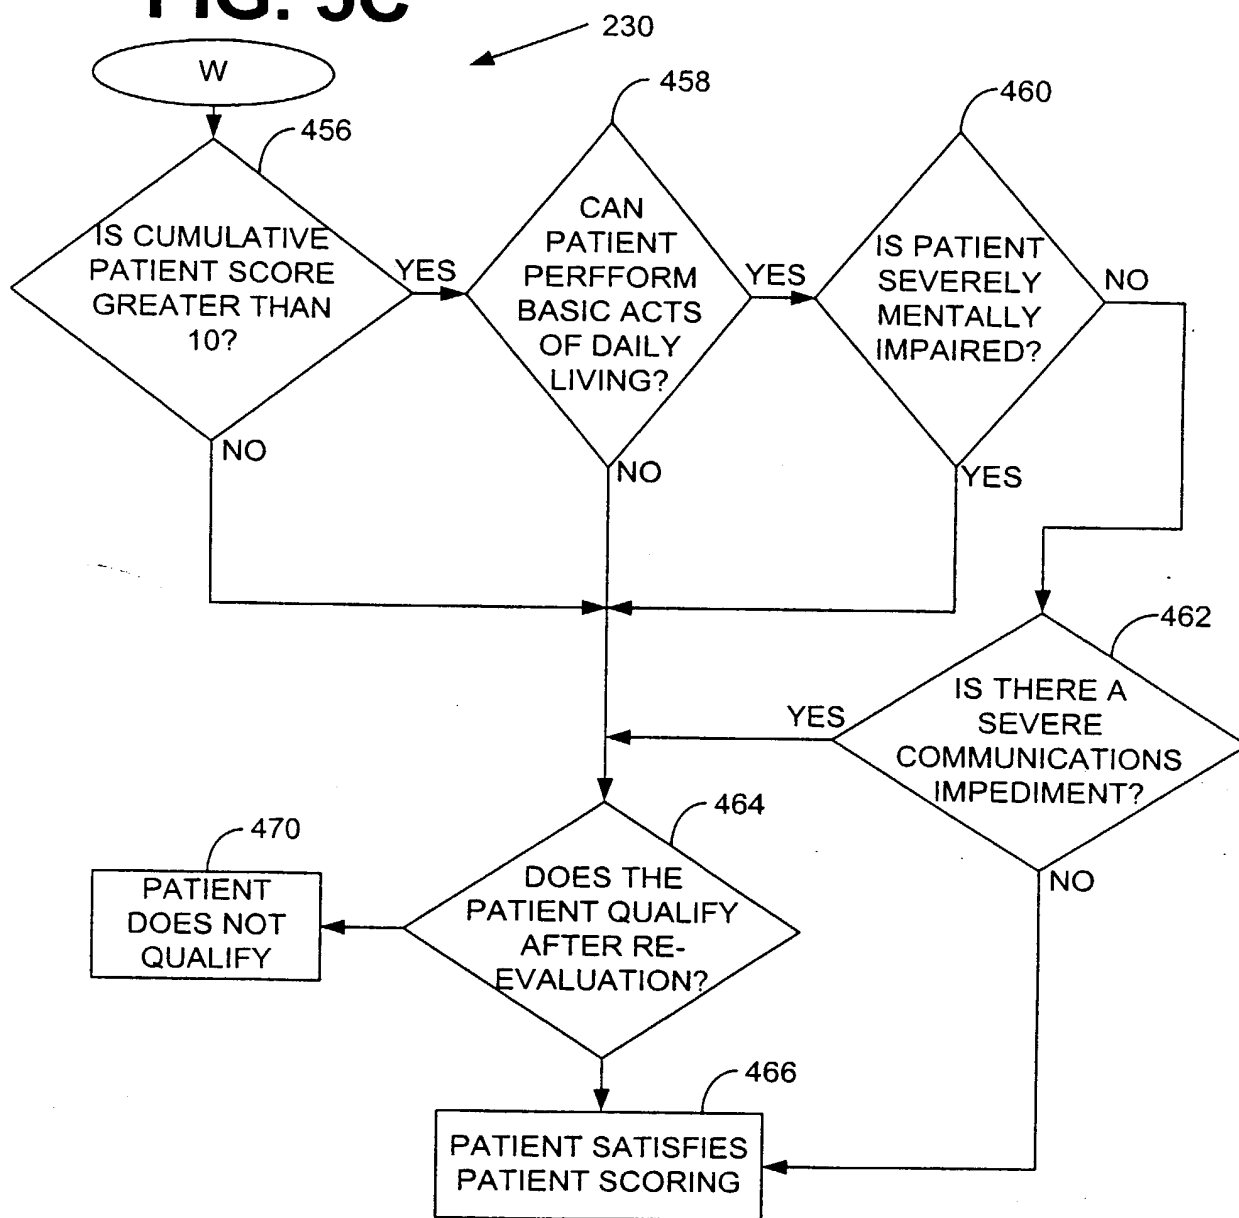 FIG. 5C
230
W
456
458
460
IS CUMULATIVE
PATIENT SCORE
GREATER THAN
10?
YES
NO
CAN
PATIENT
PERFFORM
BASIC ACTS
OF DAILY
LIVING?
YES
NO
IS PATIENT
SEVERELY
MENTALLY
IMPAIRED?
NO
YES
462
IS THERE A
SEVERE
COMMUNICATIONS
IMPEDIMENT?
YES
NO
464
DOES THE
PATIENT QUALIFY
AFTER RE-
EVALUATION?
470
PATIENT
DOES NOT
QUALIFY
466
PATIENT SATISFIES
PATIENT SCORING